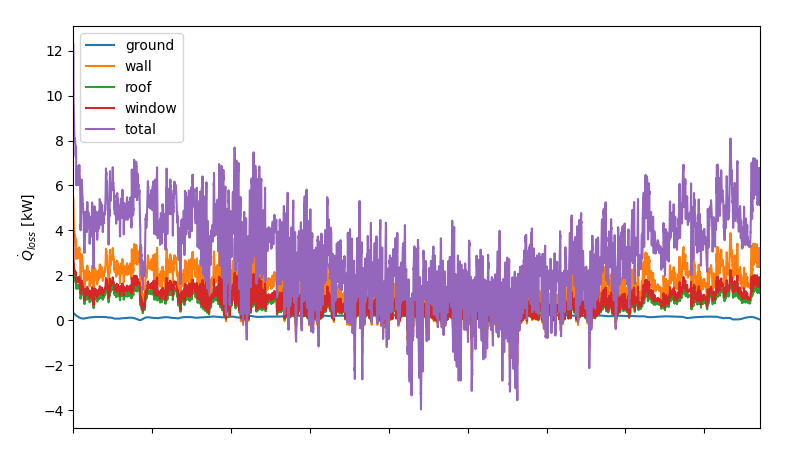 12
10
8
6
4
2
0
−2
−4
Q̇loss [kW]
ground
wall
roof
window
total